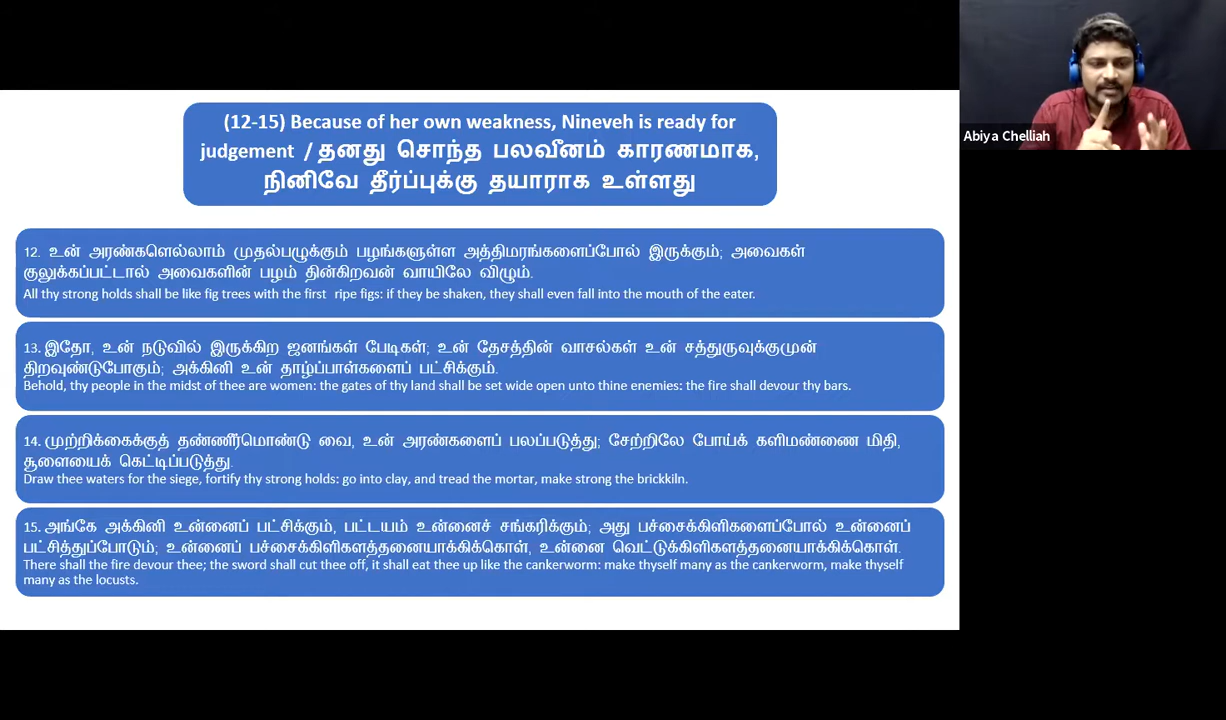 (12-15) Because of her own weakness, Nineveh is ready for
judgement / தனது சொந்த பலவீனம் காரணமாக,
நினிவே தீர்ப்புக்கு தயாராக உள்ளது
Abiya Chelliah
12. உன் அரண்களெல்லாம் முதல்பழுக்கும் பழங்களுள்ள அத்திமரங்களைப்போல் இருக்கும்; அவைகள்
குலுக்கப்பட்டால் அவைகளின் பழம் தின்கிறவன் வாயிலே விழும்.
All thy strong holds shall be like fig trees with the first ripe figs: if they be shaken, they shall even fall into the mouth of the eater.
13. இதோ, உன் நடுவில் இருக்கிற ஜனங்கள் பேடிகள்; உன் தேசத்தின் வாசல்கள் உன் சத்துருவுக்குமுன்
திறவுண்டுபோகும்; அக்கினி உன் தாழ்ப்பாள்களைப் பட்சிக்கும்.
Behold, thy people in the midst of thee are women: the gates of thy land shall be set wide open unto thine enemies: the fire shall devour thy bars.
14. முற்றிக்கைக்குத் தண்ணீர்மொண்டு வை, உன் அரண்களைப் பலப்படுத்து; சேற்றிலே போய்க் களிமண்ணை மிதி,
சூளையைக் கெட்டிப்படுத்து.
Draw thee waters for the siege, fortify thy strong holds: go into clay, and tread the mortar, make strong the brickkiln.
15. அங்கே அக்கினி உன்னைப் பட்சிக்கும், பட்டயம் உன்னைச் சங்கரிக்கும்; அது பச்சைக்கிளிகளைப்போல் உன்னைப்
பட்சித்துப்போடும்; உன்னைப் பச்சைக்கிளிகளத்தனையாக்கிக்கொள், உன்னை வெட்டுக்கிளிகளத்தனையாக்கிக்கொள்.
There shall the fire devour thee; the sword shall cut thee off, it shall eat thee up like the cankerworm: make thyself many as the cankerworm, make thyself
many as the locusts.